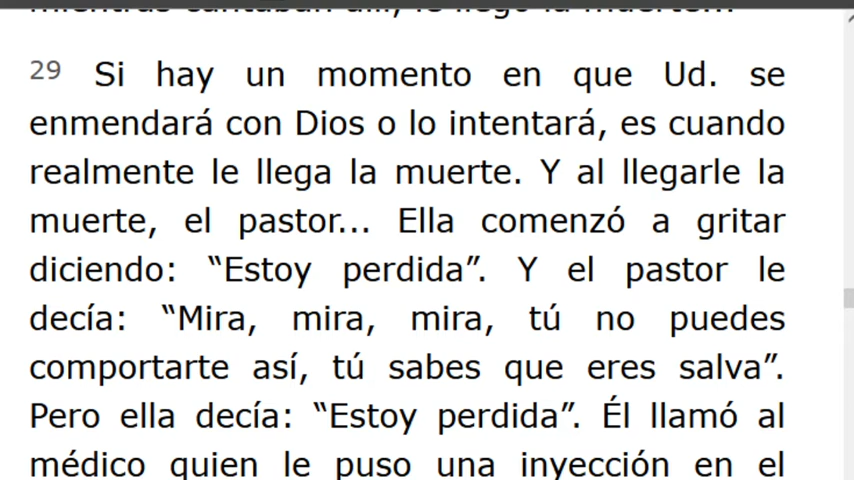 29 Si hay un momento en que Ud. se
enmendará con Dios o lo intentará, es cuando
realmente le llega la muerte. Y al llegarle la
muerte, el pastor... Ella comenzó a gritar
diciendo: “Estoy perdida”. Y el pastor le
decía: “Mira, mira, mira, tú no puedes
comportarte así, tú sabes que eres salva”.
Pero ella decía: “Estoy perdida”. Él llamó al
médico quien le puso una inyección en el